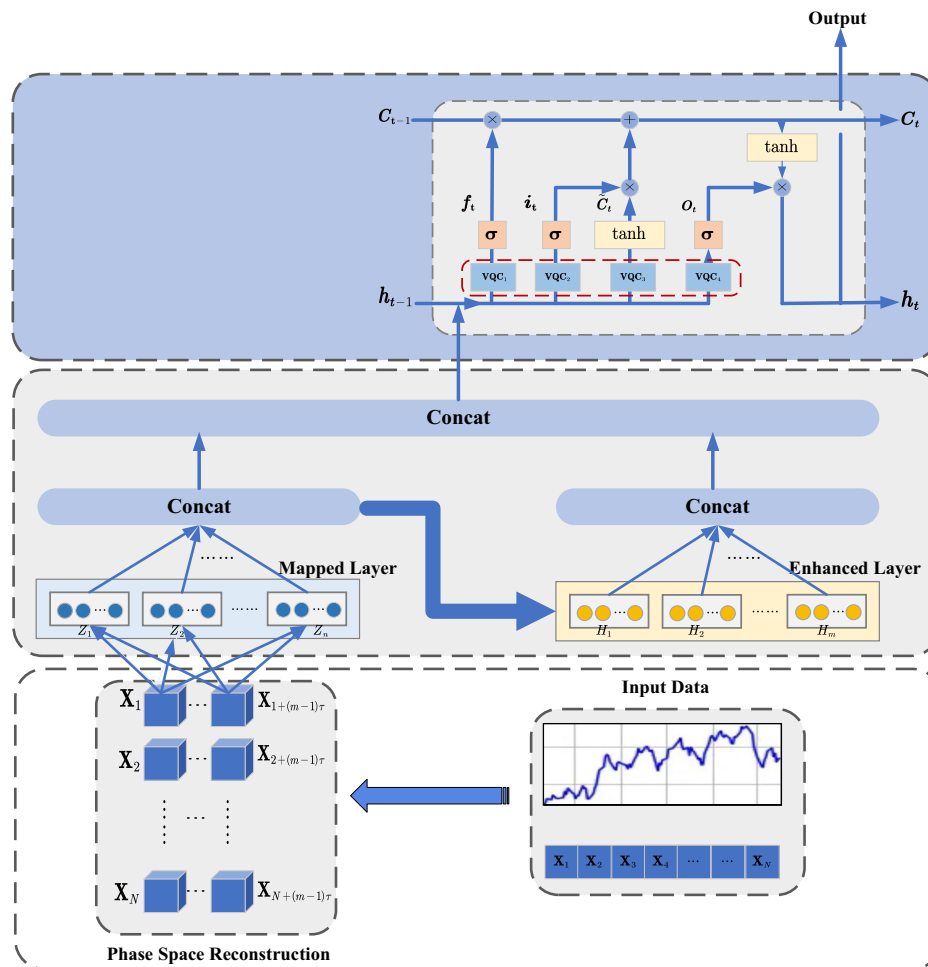 Output
C_{t−1} × + C_t
tanh
f_t i_t × C̃_t O_t ×
σ σ tanh σ
VQC_1 VQC_2 VQC_3 VQC_4
h_{t−1} h_t
Concat
Concat Concat
······ ······
Mapped Layer Enhanced Layer
··· ··· ······ ··· ··· ··· ······ ···
Z_1 Z_2 Z_n H_1 H_2 H_m
Input Data
X_1 ··· X_{1+(m−1)τ}
X_2 ··· X_{2+(m−1)τ}
X_N ··· X_{N+(m−1)τ}
X_1 X_2 X_3 X_4 ··· ··· X_N
Phase Space Reconstruction